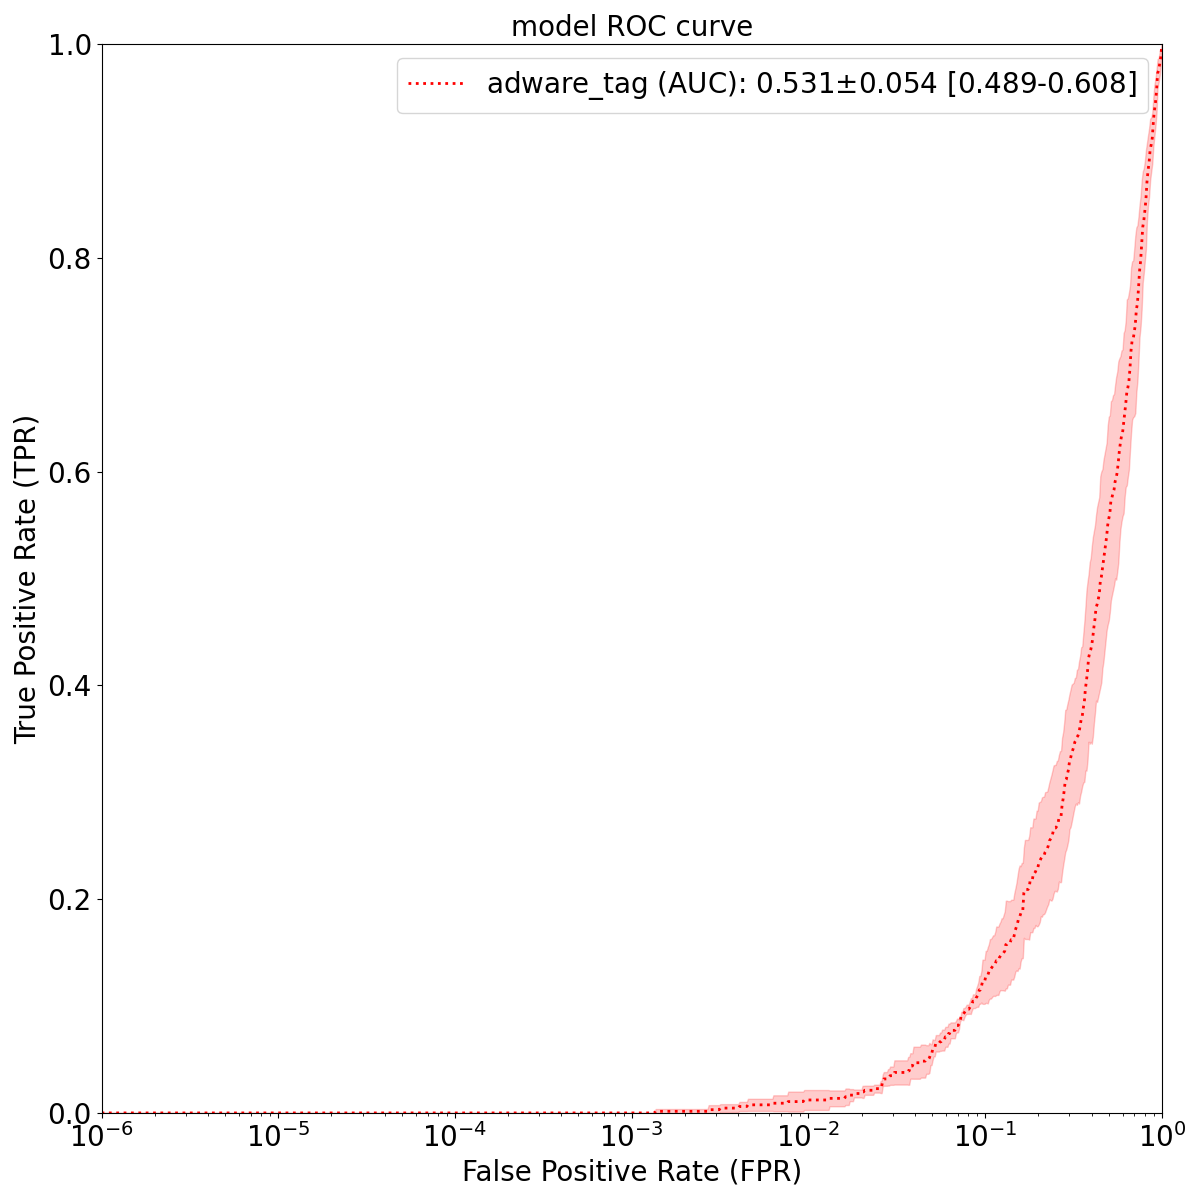 model ROC curve
adware_tag (AUC): 0.531±0.054 [0.489-0.608]
True Positive Rate (TPR)
1.0
0.8
0.6
0.4
0.2
0.0
10⁻⁶ 10⁻⁵ 10⁻⁴ 10⁻³ 10⁻² 10⁻¹ 10⁰
False Positive Rate (FPR)